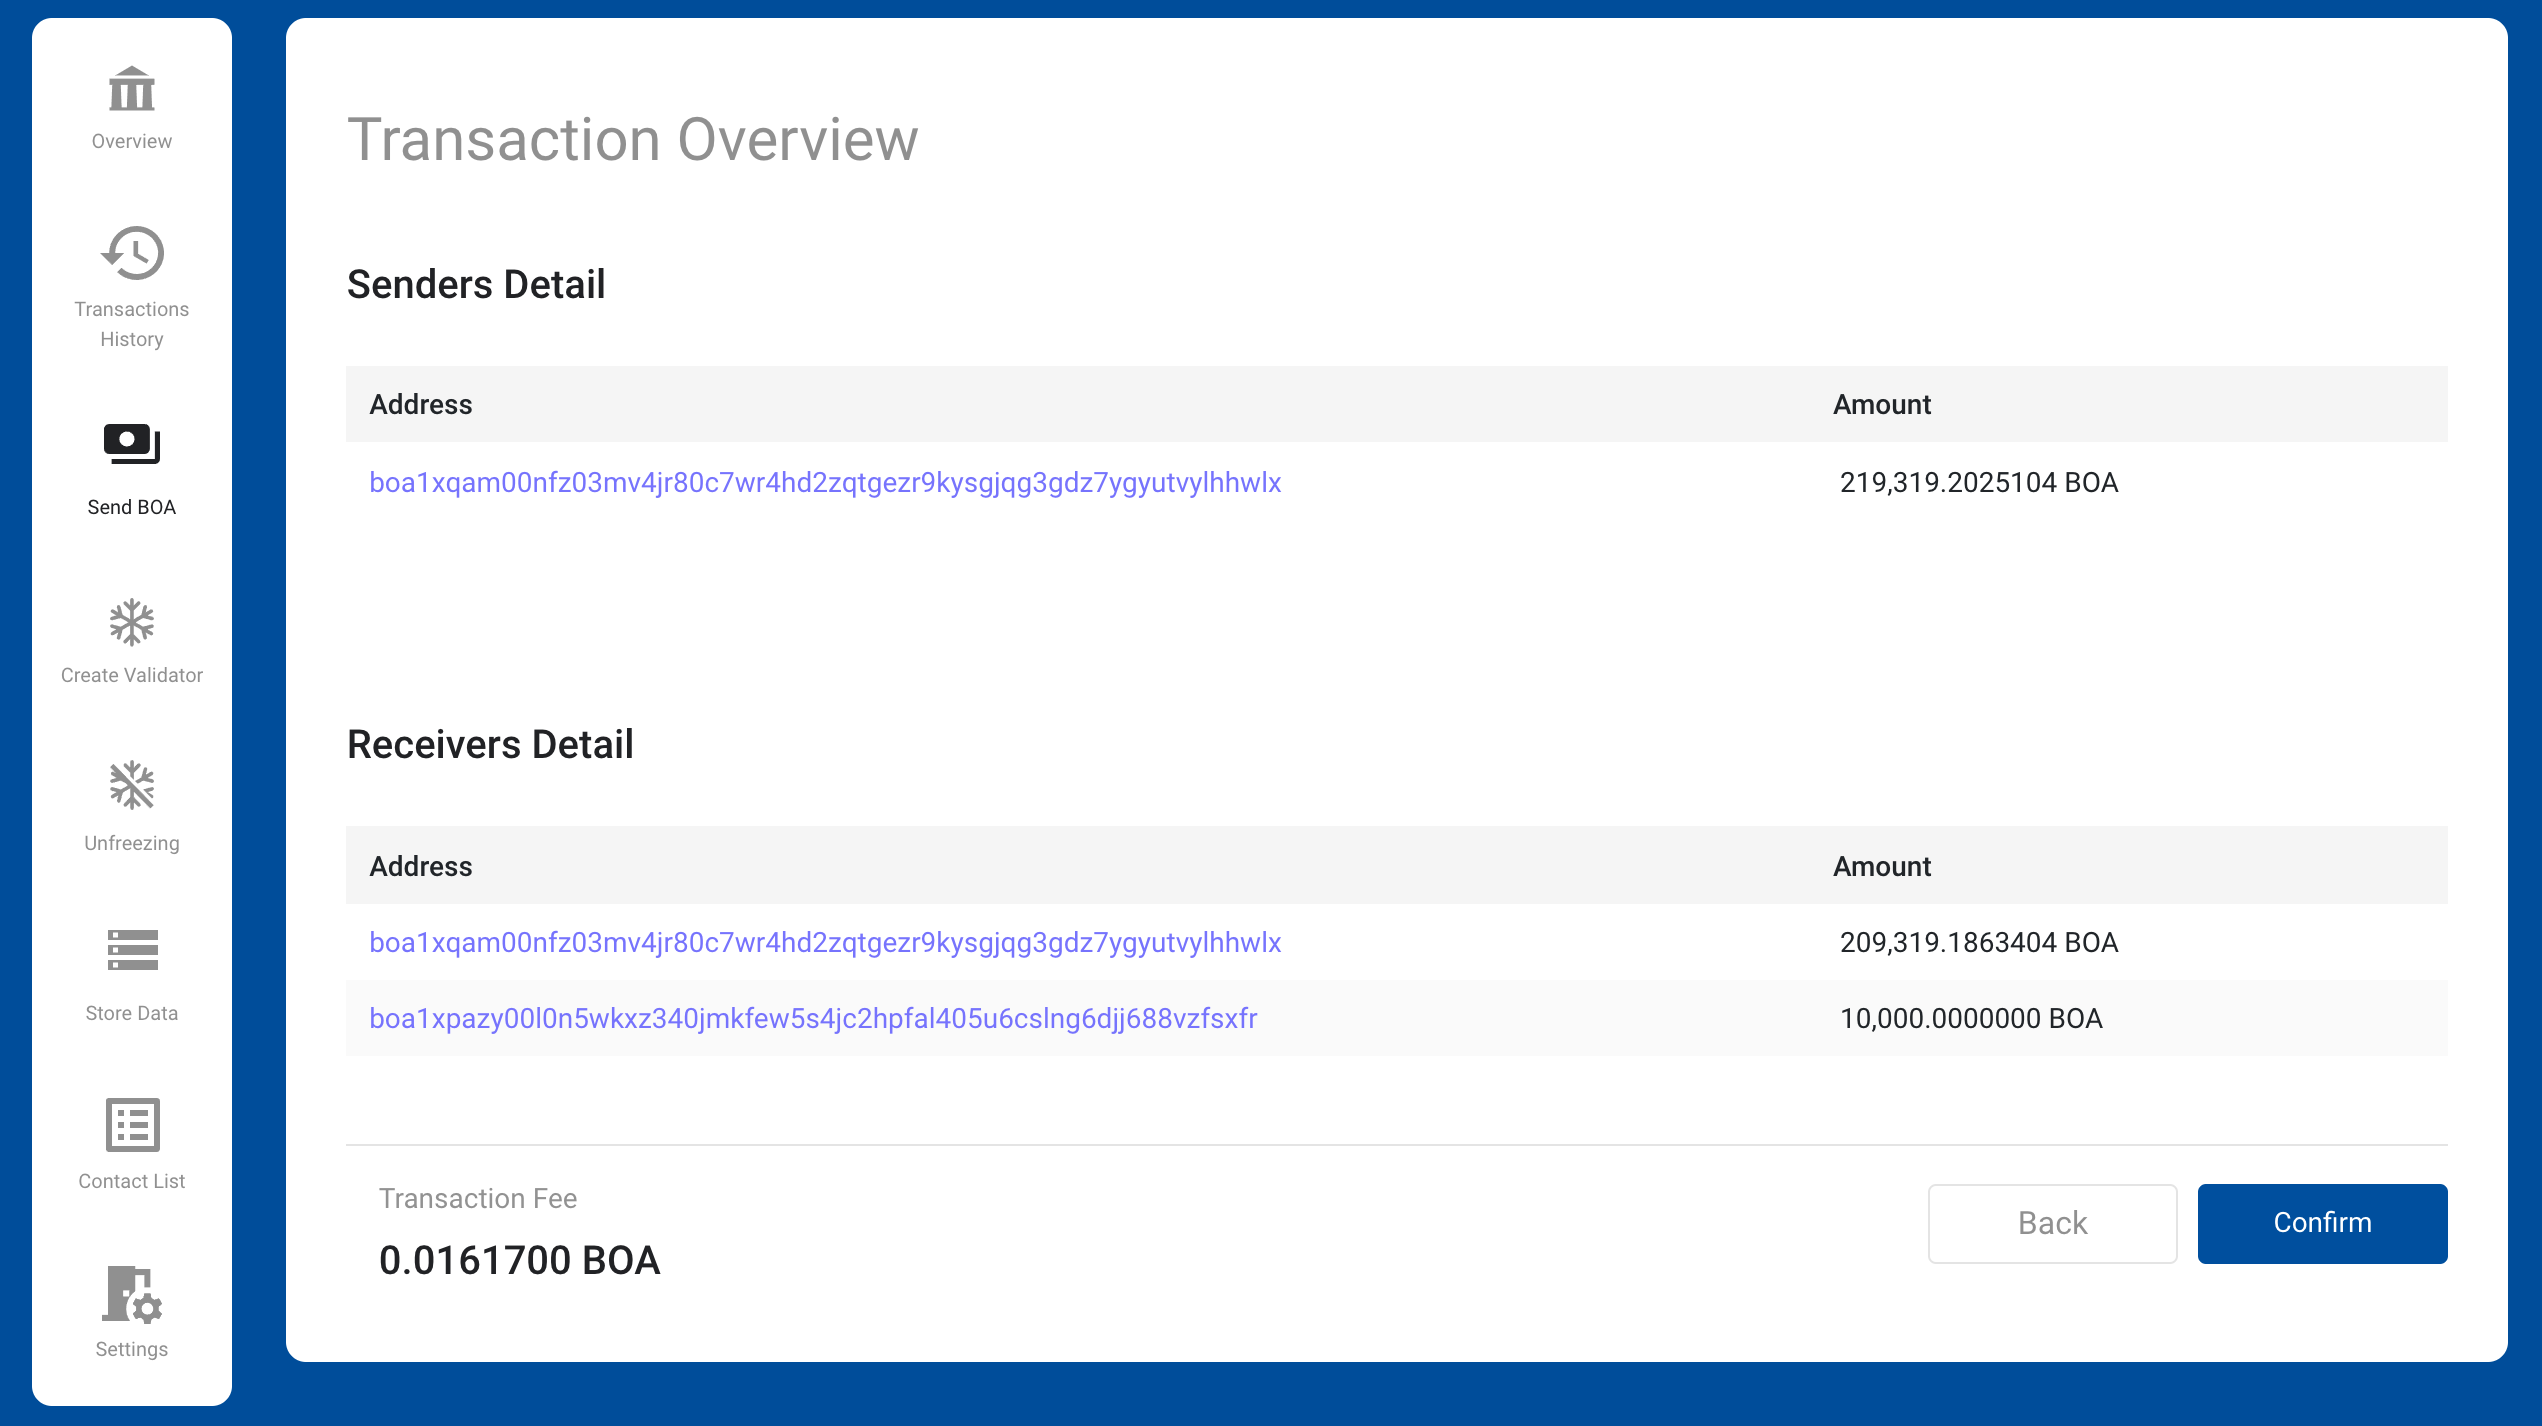 Overview
Transactions
History
Send BOA
Create Validator
Unfreezing
Store Data
Contact List
Settings
Transaction Overview
Senders Detail
Address Amount
boa1xqam00nfz03mv4jr80c7wr4hd2zqtgezr9kysgjqg3gdz7ygyutvylhhwlx 219,319.2025104 BOA
Receivers Detail
Address Amount
boa1xqam00nfz03mv4jr80c7wr4hd2zqtgezr9kysgjqg3gdz7ygyutvylhhwlx 209,319.1863404 BOA
boa1xpazy00l0n5wkxz340jmkfew5s4jc2hpfal405u6cslng6djj688vzfsxfr 10,000.0000000 BOA
Transaction Fee
0.0161700 BOA
Back
Confirm